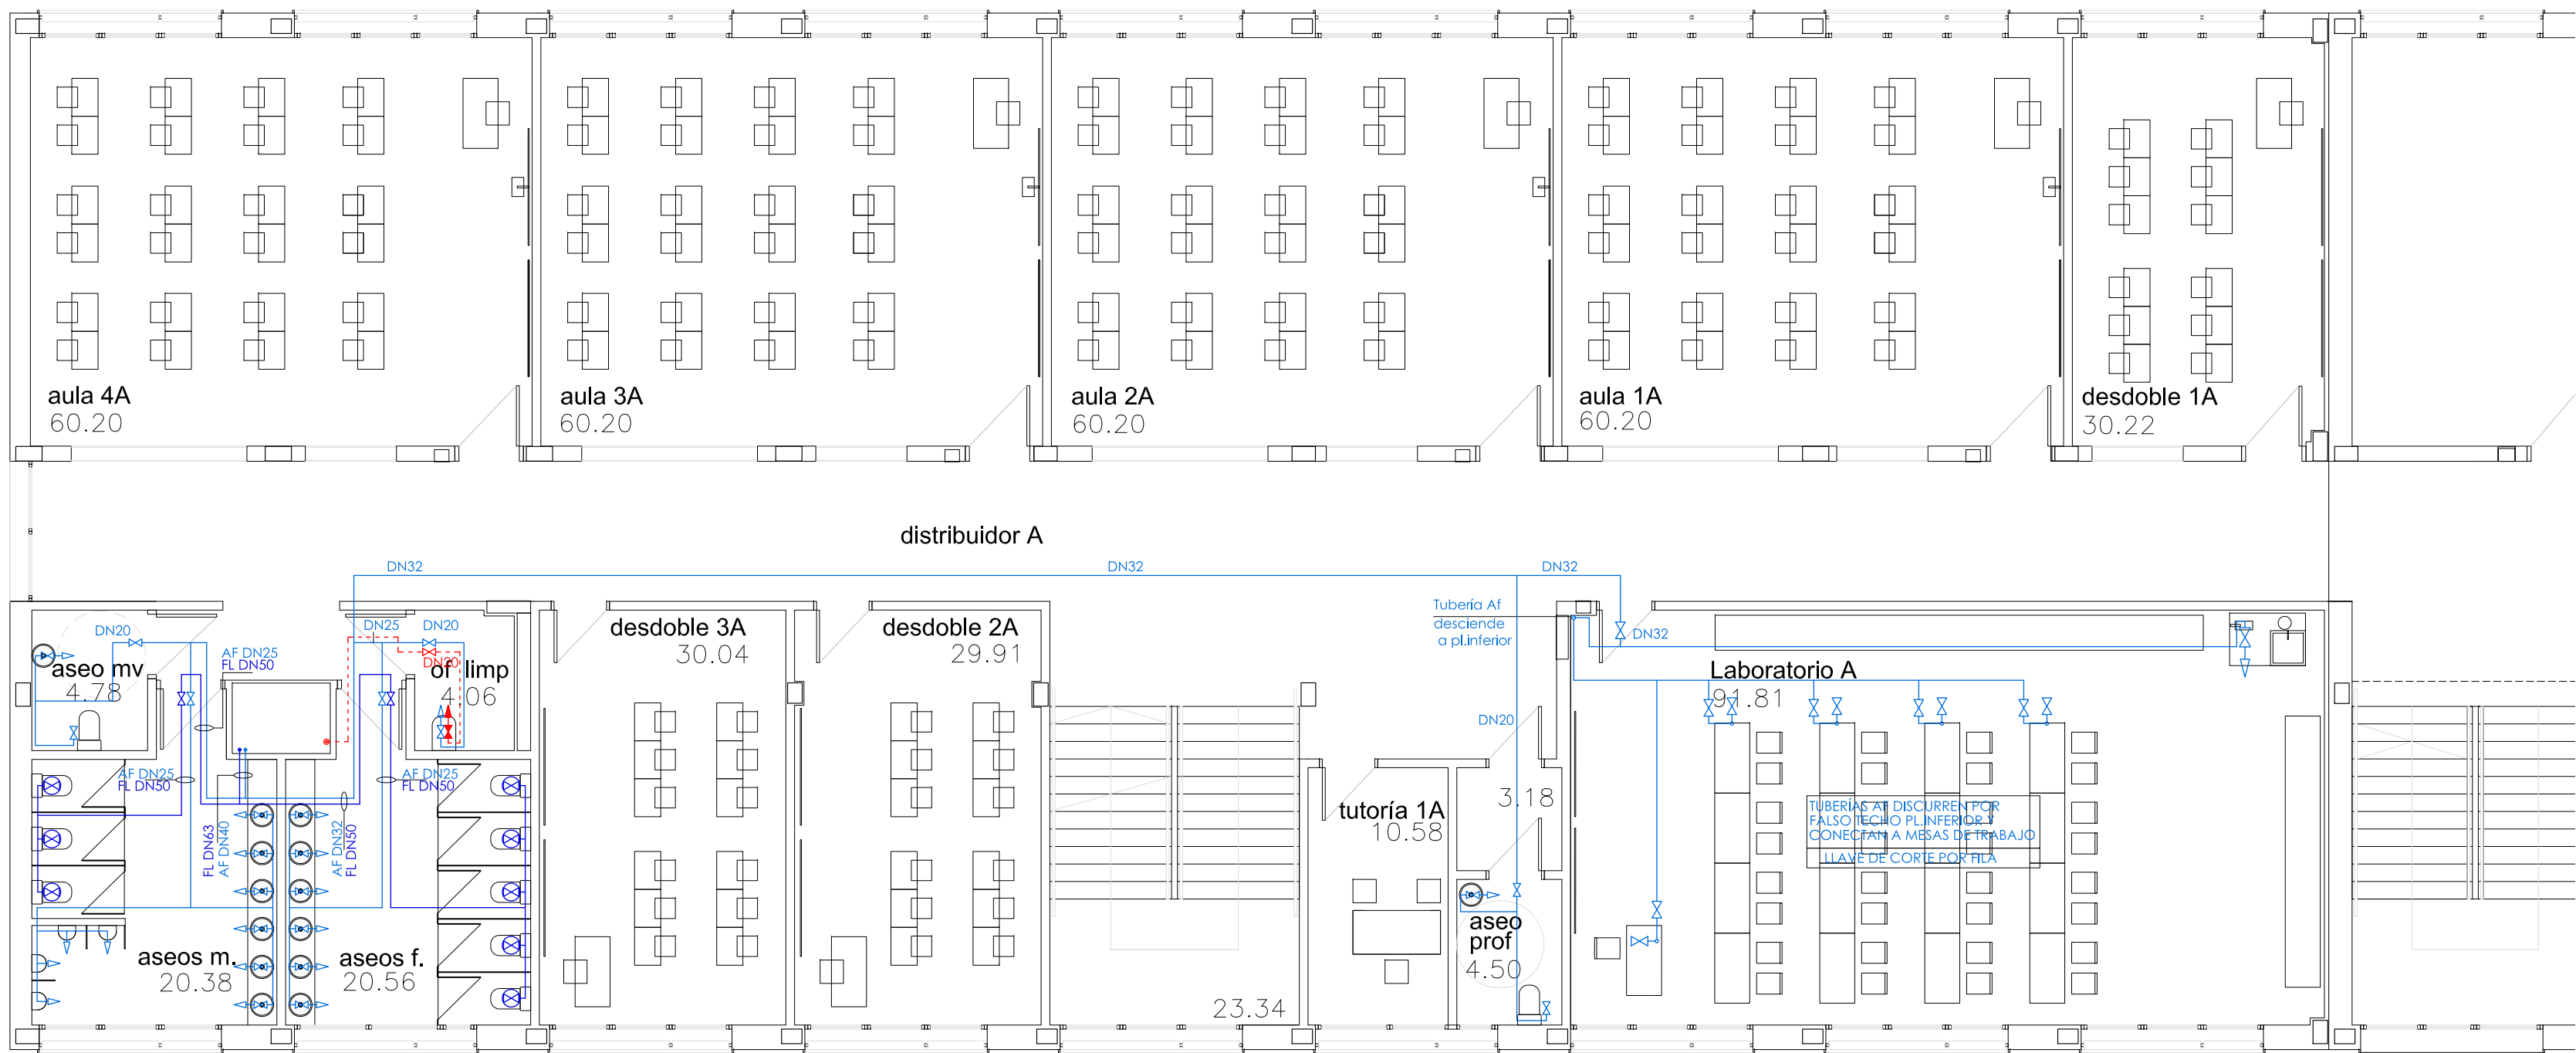 aula 4A
60.20
aula 3A
60.20
aula 2A
60.20
aula 1A
60.20
desdoble 1A
30.22
distribuidor A
DN32
DN32
DN32
DN20
aseo mv
4.78
AF DN25
FL DN50
DN25
DN20
DN20
of limp
4.06
desdoble 3A
30.04
desdoble 2A
29.91
Tubería Af
desciende
a pl.inferior
DN32
Laboratorio A
91.81
DN20
AF DN25
FL DN50
AF DN25
FL DN50
FL DN63
AF DN40
AF DN32
FL DN50
tutoría 1A
10.58
3.18
TUBERÍAS AF DISCURREN POR
FALSO TECHO PL.INFERIOR Y
CONECTAN A MESAS DE TRABAJO
LLAVE DE CORTE POR FILA
aseos m.
20.38
aseos f.
20.56
aseo
prof
4.50
23.34